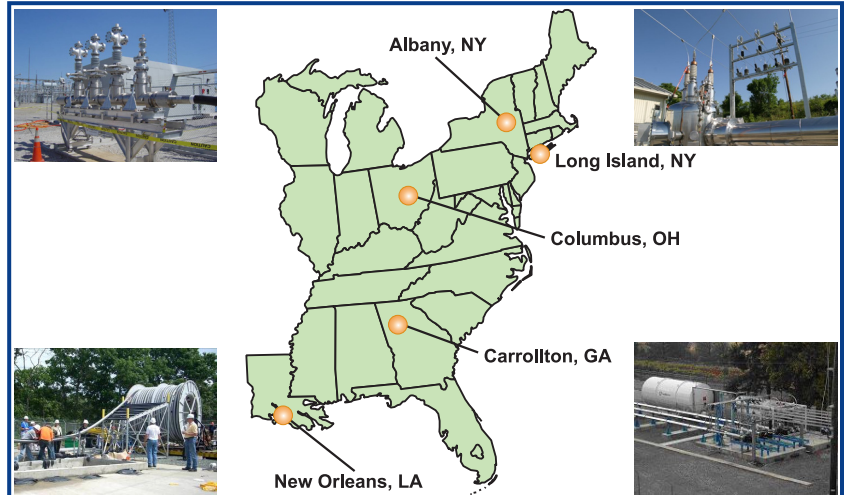 Albany, NY
Long Island, NY
Columbus, OH
Carrollton, GA
New Orleans, LA